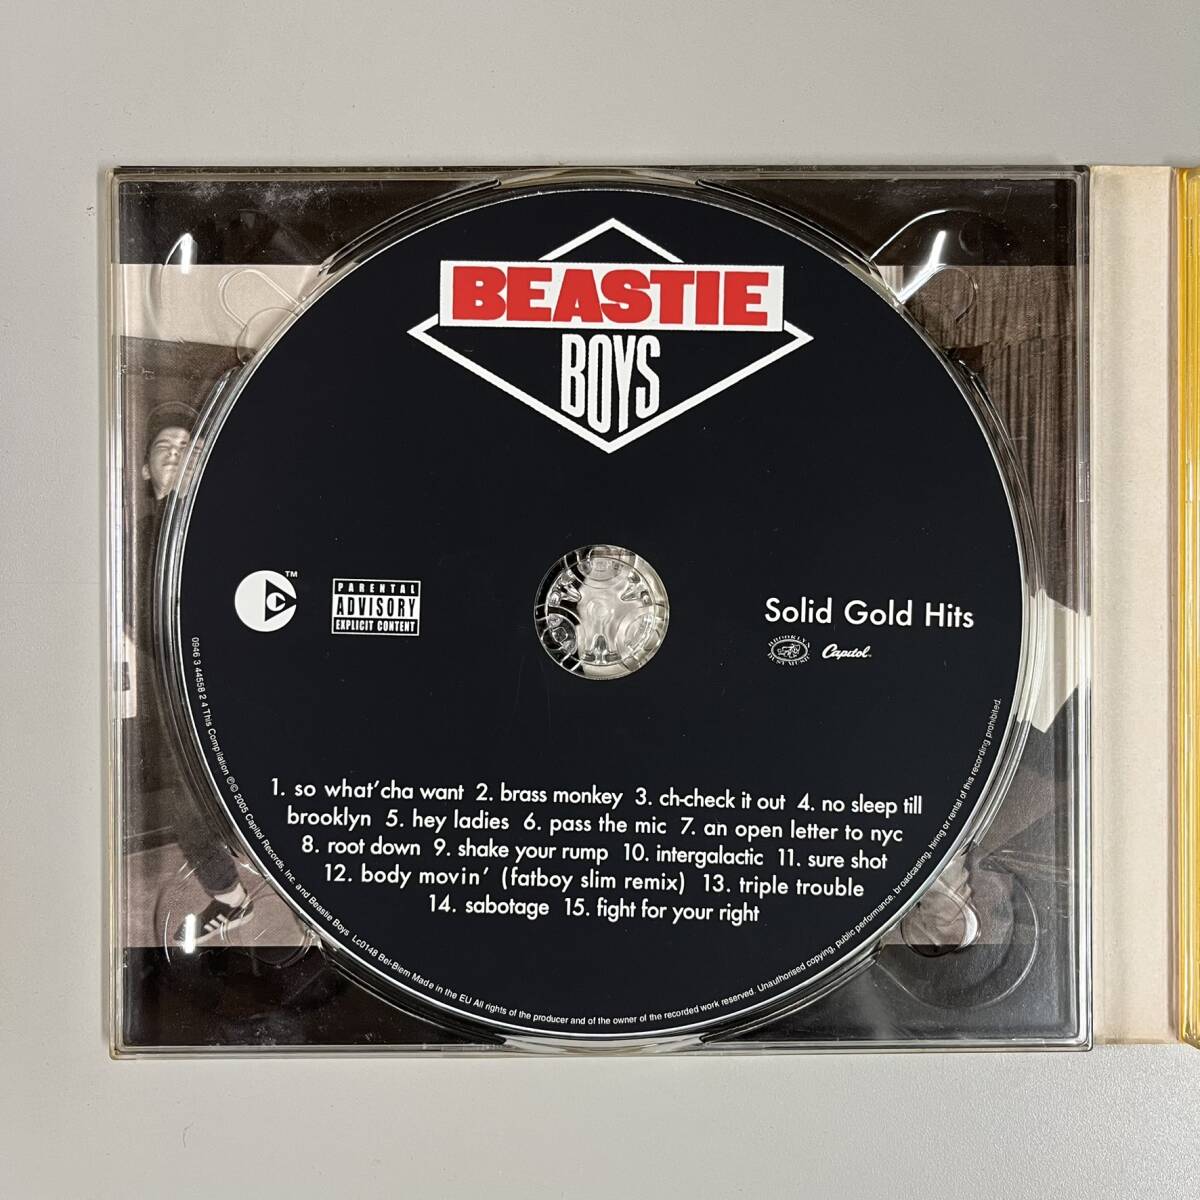 BEASTIE
BOYS
TM
C
PARENTAL
ADVISORY
EXPLICIT CONTENT
Solid Gold Hits
BROOKLYN
DUST MUSIC
Capitol™
1. so what'cha want 2. brass monkey 3. ch-check it out 4. no sleep till
brooklyn 5. hey ladies 6. pass the mic 7. an open letter to nyc
8. root down 9. shake your rump 10. intergalactic 11. sure shot
12. body movin' (fatboy slim remix) 13. triple trouble
14. sabotage 15. fight for your right
0946 3 44558 2 4 This Compilation ℗© 2005 Capitol Records, Inc. and Beastie Boys Lc0148 Bel-Biem Made in the EU All rights of the producer and of the owner of the recorded work reserved. Unauthorised copying, public performance, broadcasting, hiring or rental of this recording prohibited.